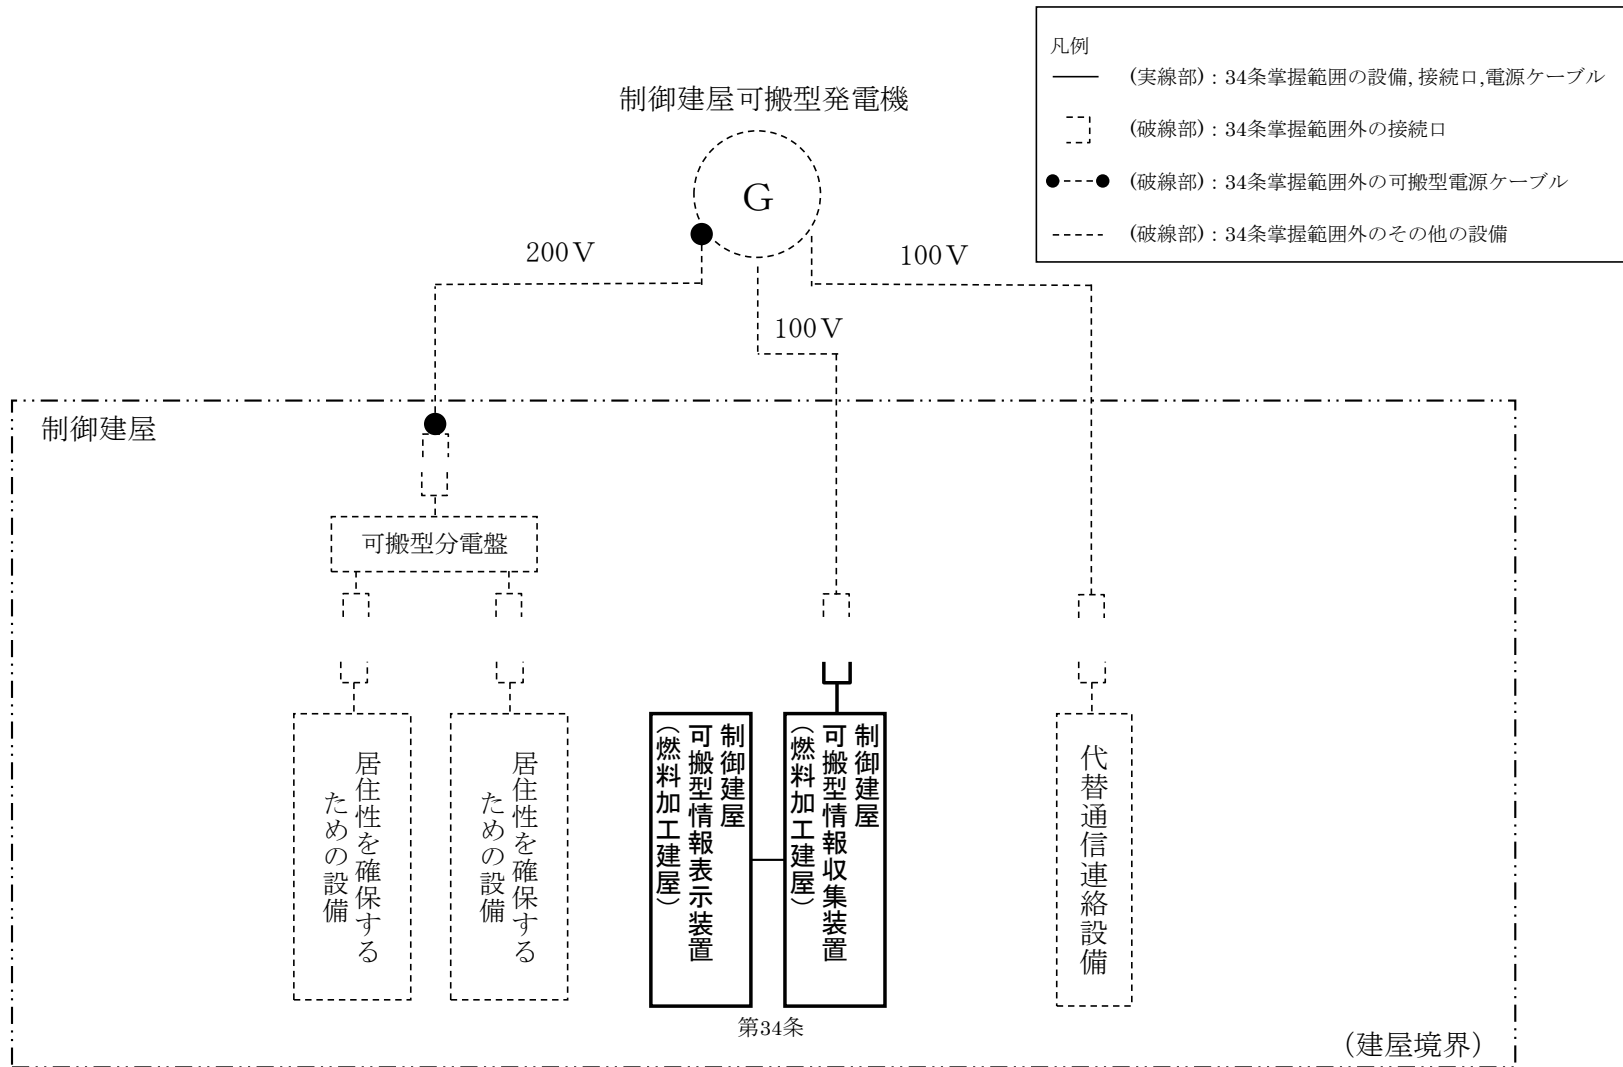 凡例
(実線部) : 34条掌握範囲の設備, 接続口,電源ケーブル
(破線部) : 34条掌握範囲外の接続口
(破線部) : 34条掌握範囲外の可搬型電源ケーブル
(破線部) : 34条掌握範囲外のその他の設備
制御建屋可搬型発電機
G
200V
100V
100V
制御建屋
可搬型分電盤
居住性を確保する
ための設備
居住性を確保する
ための設備
制御建屋
可搬型情報表示装置
(燃料加工建屋)
制御建屋
可搬型情報収集装置
(燃料加工建屋)
代替通信連絡設備
第34条
(建屋境界)